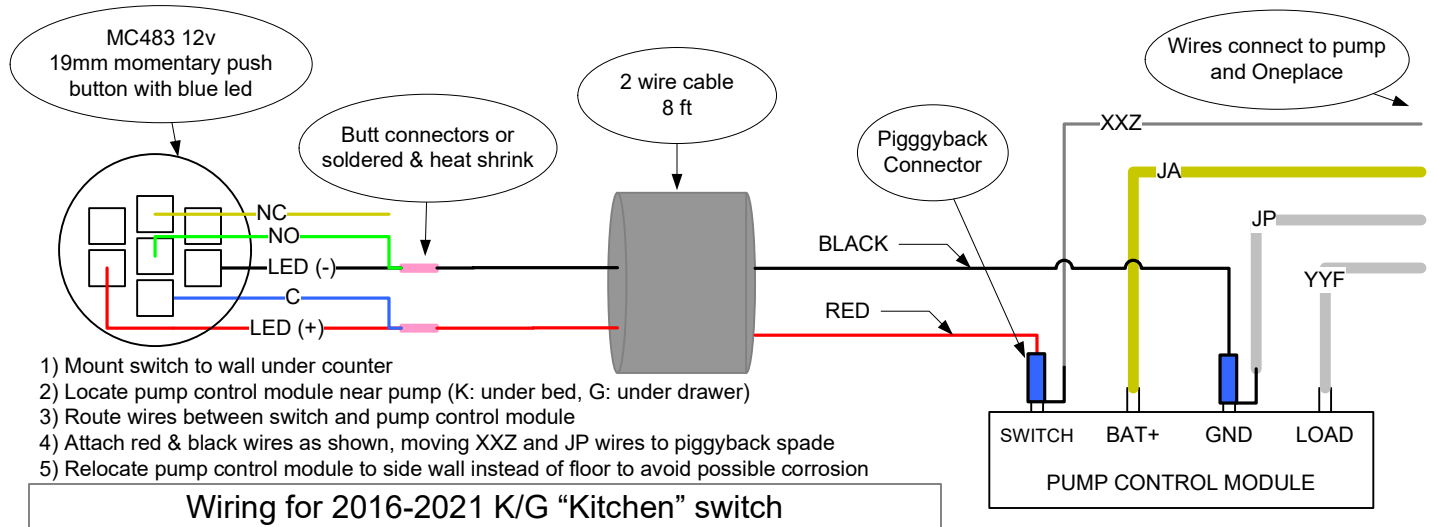 MC483 12v
19mm momentary push
button with blue led
Butt connectors or
soldered & heat shrink
2 wire cable
8 ft
Pigggyback
Connector
Wires connect to pump
and Oneplace
XXZ
JA
JP
YYF
NC
NO
LED (-)
C
LED (+)
BLACK
RED
1) Mount switch to wall under counter
2) Locate pump control module near pump (K: under bed, G: under drawer)
3) Route wires between switch and pump control module
4) Attach red & black wires as shown, moving XXZ and JP wires to piggyback spade
5) Relocate pump control module to side wall instead of floor to avoid possible corrosion
SWITCH BAT+ GND LOAD
PUMP CONTROL MODULE
Wiring for 2016-2021 K/G “Kitchen” switch